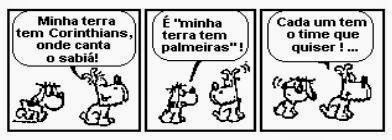 Minha terra
tem Corinthians,
onde canta
o sabiá!
É "minha
terra tem
palmeiras"!
Cada um tem
o time que
quiser!...